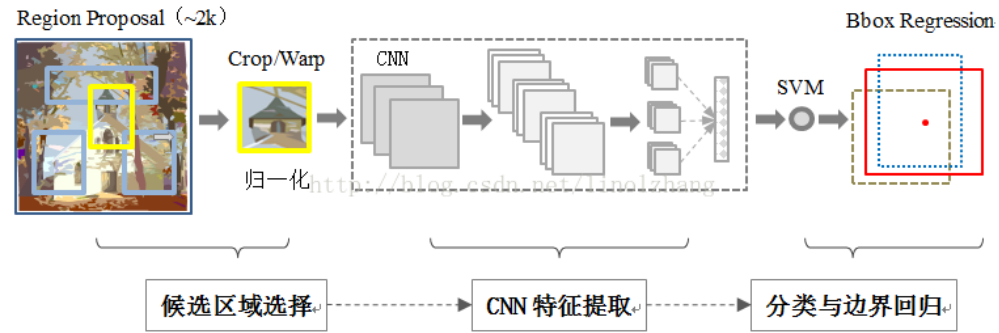 Region Proposal（~2k）
Bbox Regression
Crop/Warp
CNN
SVM
归一化
http://blog.csdn.net/linolzhang
候选区域选择
CNN 特征提取
分类与边界回归